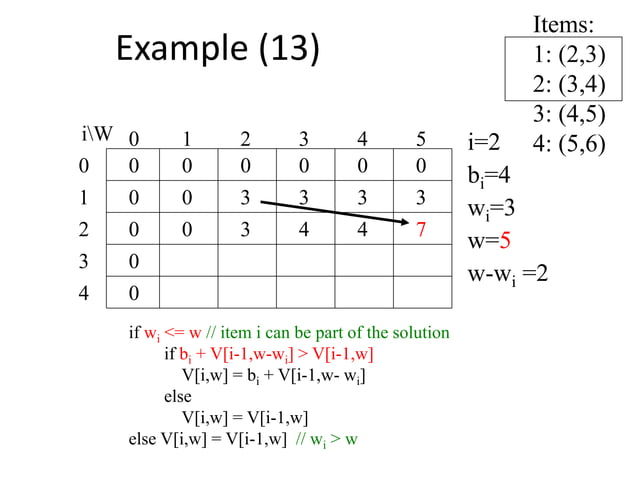 Example (13)
Items:
1: (2,3)
2: (3,4)
3: (4,5)
4: (5,6)
i\W 0 1 2 3 4 5
0 0 0 0 0 0 0
1 0 0 3 3 3 3
2 0 0 3 4 4 7
3 0
4 0
i=2
bi=4
wi=3
w=5
w-wi =2
if wi <= w // item i can be part of the solution
if bi + V[i-1,w-wi] > V[i-1,w]
V[i,w] = bi + V[i-1,w- wi]
else
V[i,w] = V[i-1,w]
else V[i,w] = V[i-1,w] // wi > w